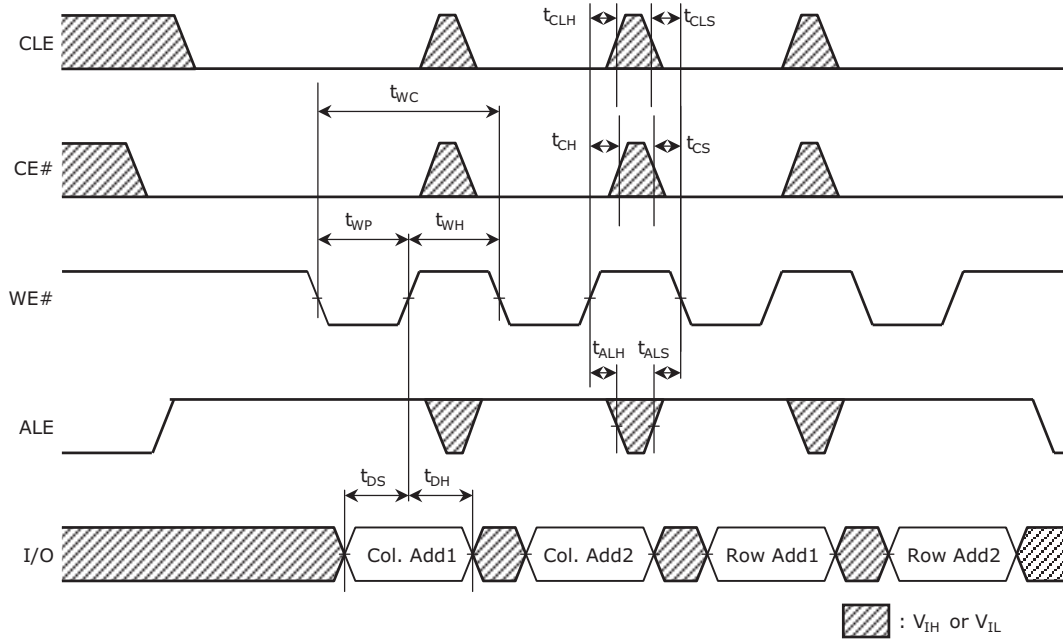 CLE
tCLH
tCLS
tWC
CE#
tCH
tCS
tWP
tWH
WE#
tALH
tALS
ALE
tDS
tDH
I/O
Col. Add1
Col. Add2
Row Add1
Row Add2
: VIH or VIL